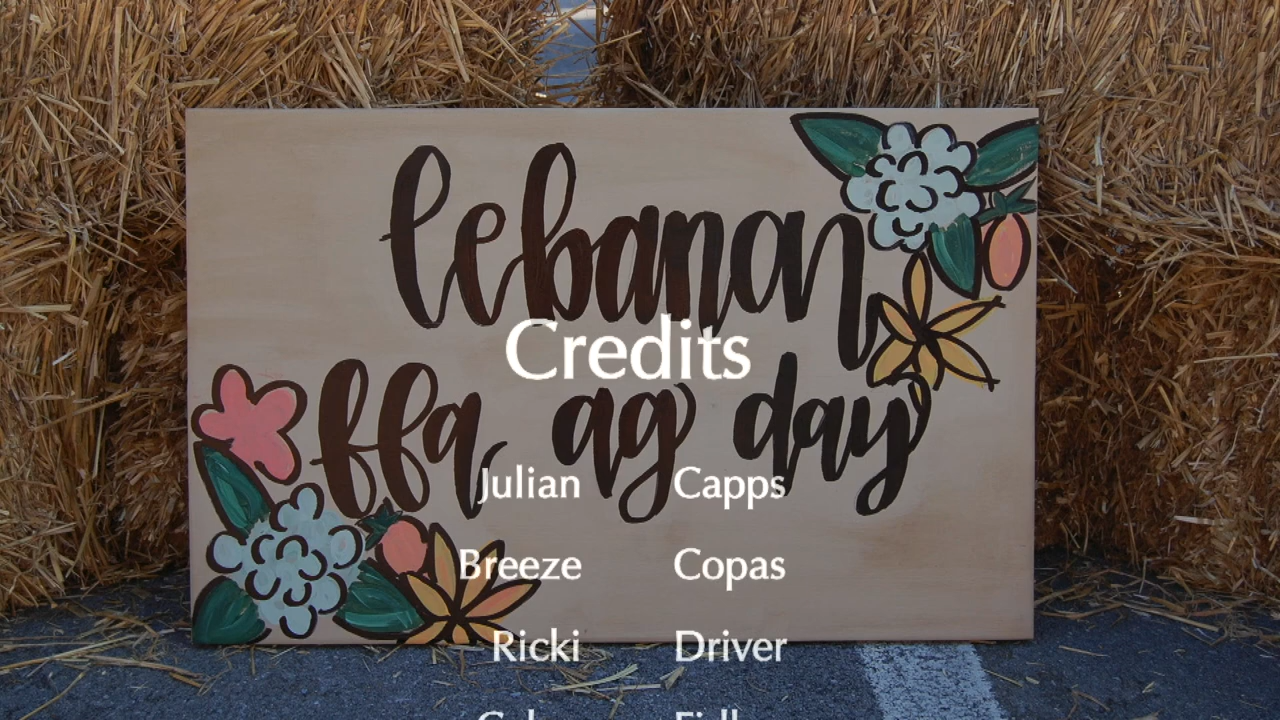 lebanon
Credits
ffa ag day
Julian Capps
Breeze Copas
Ricki Driver